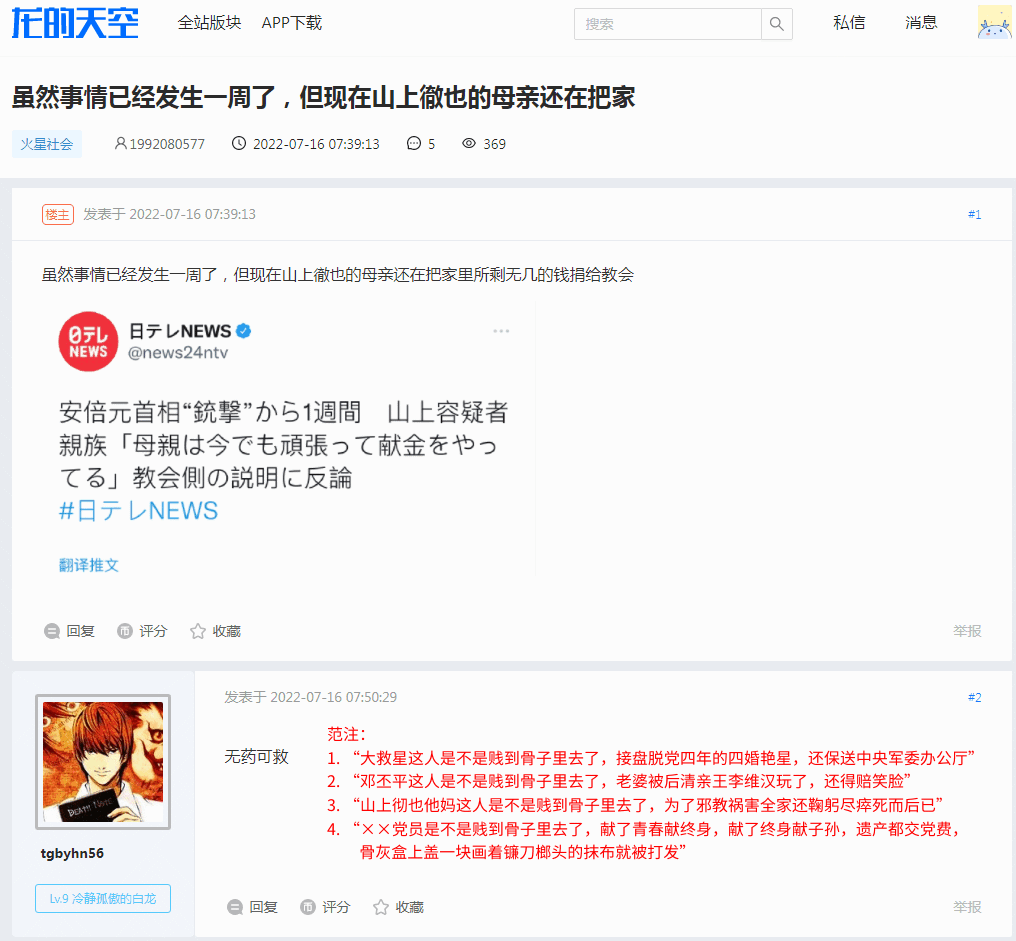 龙的天空 全站版块 APP下载 搜索 私信 消息
虽然事情已经发生一周了，但现在山上徹也的母亲还在把家
火星社会 1992080577 2022-07-16 07:39:13 5 369
楼主 发表于 2022-07-16 07:39:13 #1
虽然事情已经发生一周了，但现在山上徹也的母亲还在把家里所剩无几的钱捐给教会
日テレ NEWS
日テレNEWS
@news24ntv
安倍元首相“銃撃”から1週間　山上容疑者
親族「母親は今でも頑張って献金をやっ
てる」教会側の説明に反論
#日テレNEWS
翻译推文
回复 评分 收藏 举报
发表于 2022-07-16 07:50:29 #2
无药可救
范注：
1. “大救星这人是不是贱到骨子里去了，接盘脱党四年的四婚艳星，还保送中央军委办公厅”
2. “邓丕平这人是不是贱到骨子里去了，老婆被后清亲王李维汉玩了，还得赔笑脸”
3. “山上彻也他妈这人是不是贱到骨子里去了，为了邪教祸害全家还鞠躬尽瘁死而后已”
4. “××党员是不是贱到骨子里去了，献了青春献终身，献了终身献子孙，遗产都交党费，
骨灰盒上盖一块画着镰刀榔头的抹布就被打发”
DEATH NOTE
tgbyhn56
Lv.9 冷静孤傲的白龙
回复 评分 收藏 举报